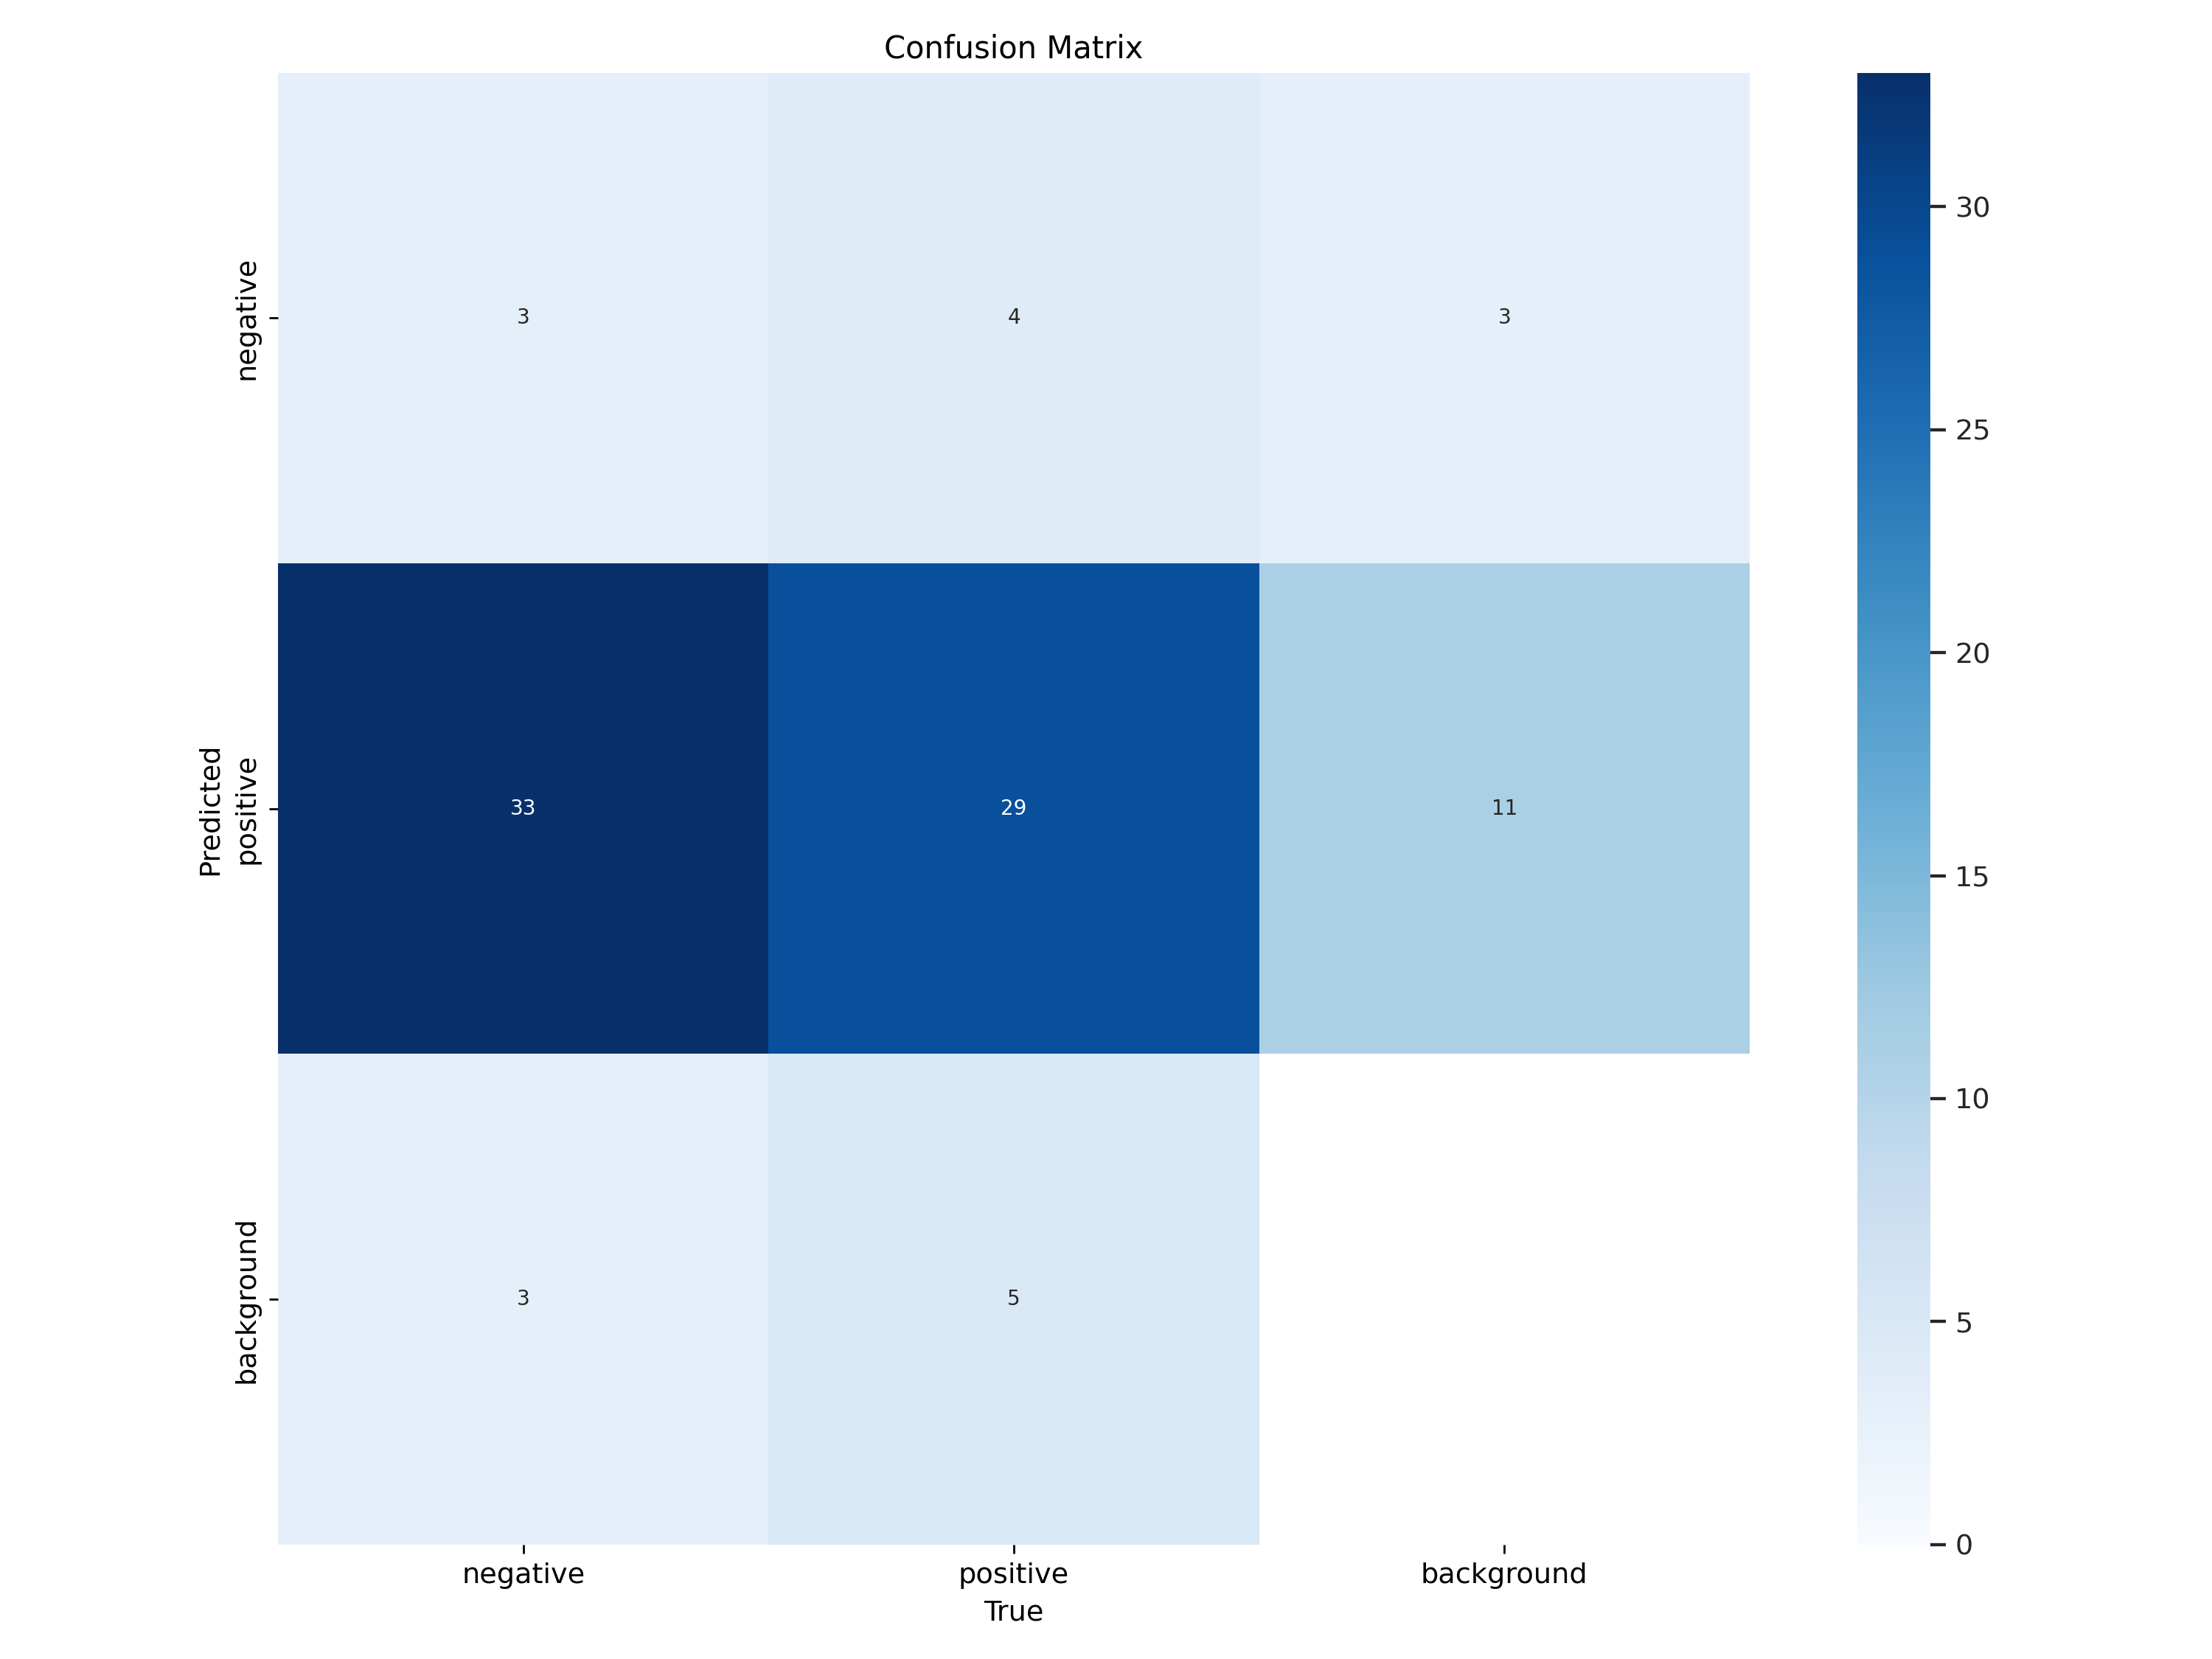 Confusion Matrix
negative
3
4
3
30
25
20
Predicted
positive
33
29
11
15
10
background
3
5
5
0
negative
positive
background
True